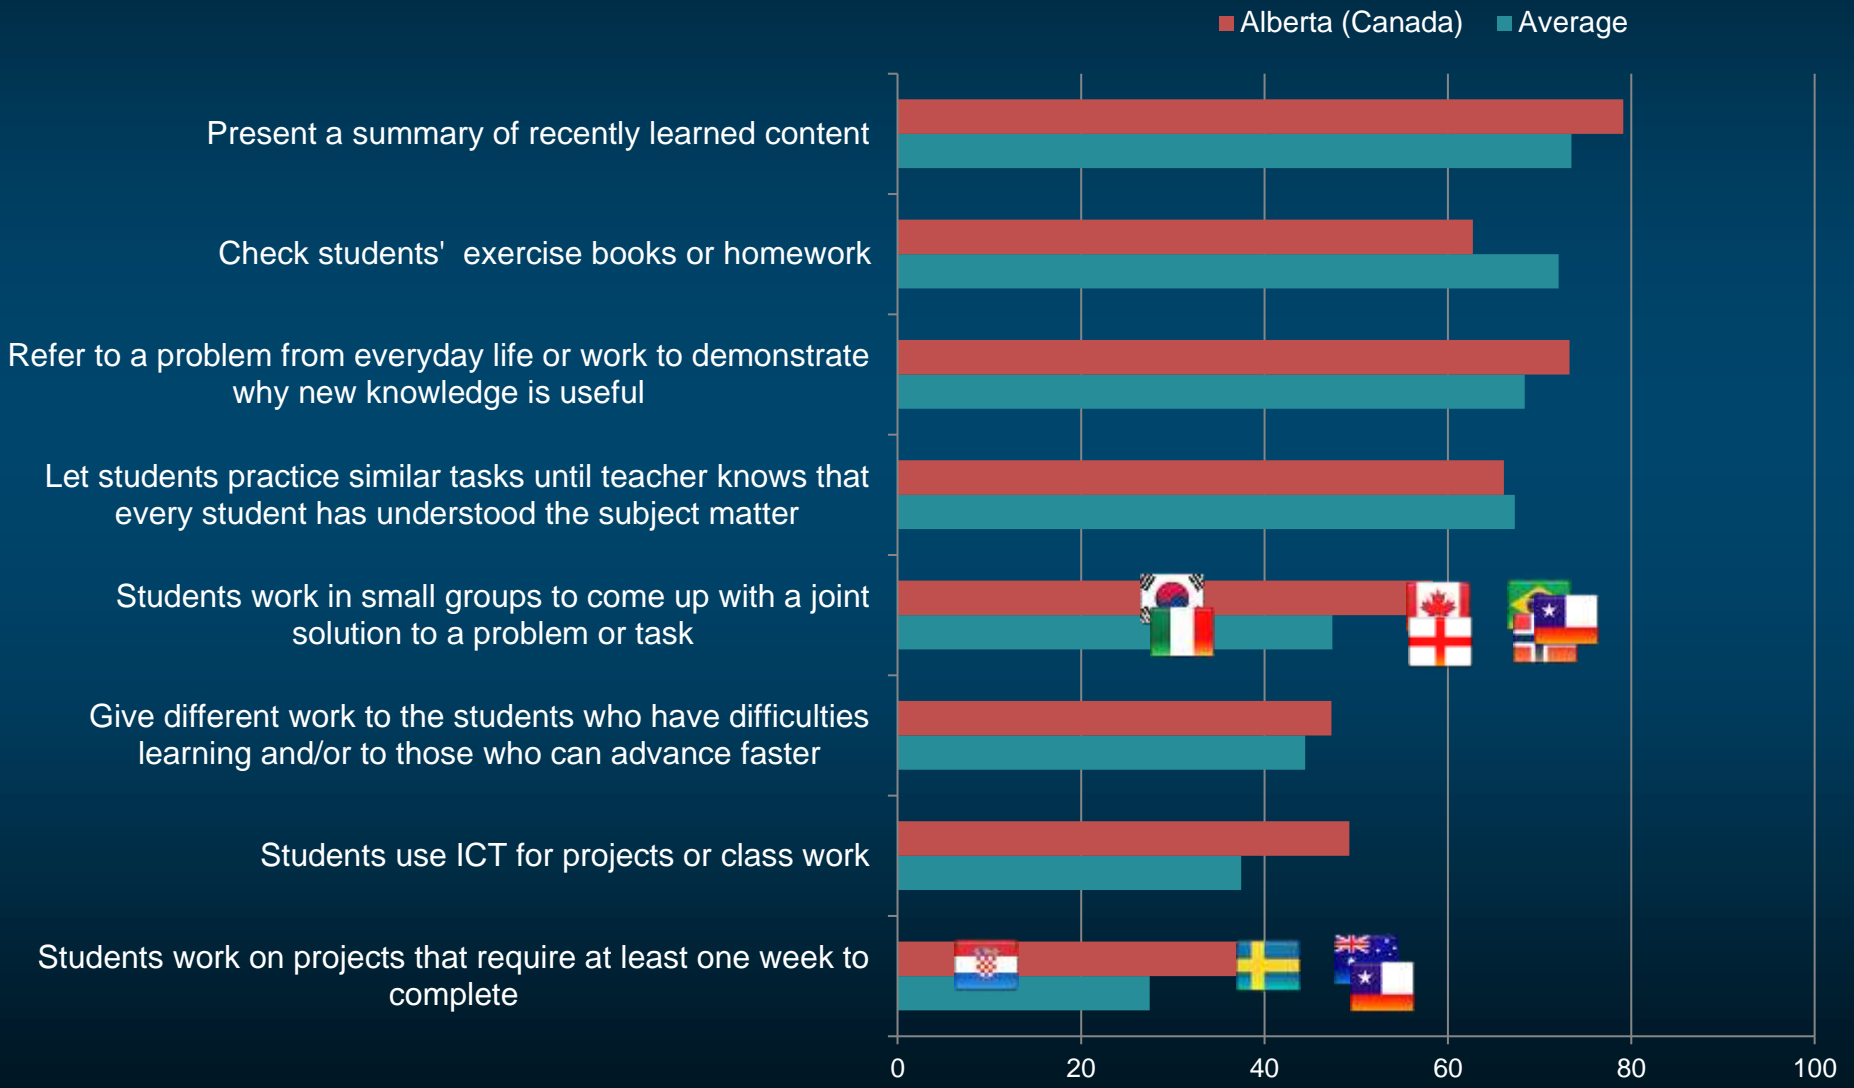 Alberta (Canada)
Average
Present a summary of recently learned content
Check students'  exercise books or homework
Refer to a problem from everyday life or work to demonstrate
why new knowledge is useful
Let students practice similar tasks until teacher knows that
every student has understood the subject matter
Students work in small groups to come up with a joint
solution to a problem or task
Give different work to the students who have difficulties
learning and/or to those who can advance faster
Students use ICT for projects or class work
Students work on projects that require at least one week to
complete
0 20 40 60 80 100